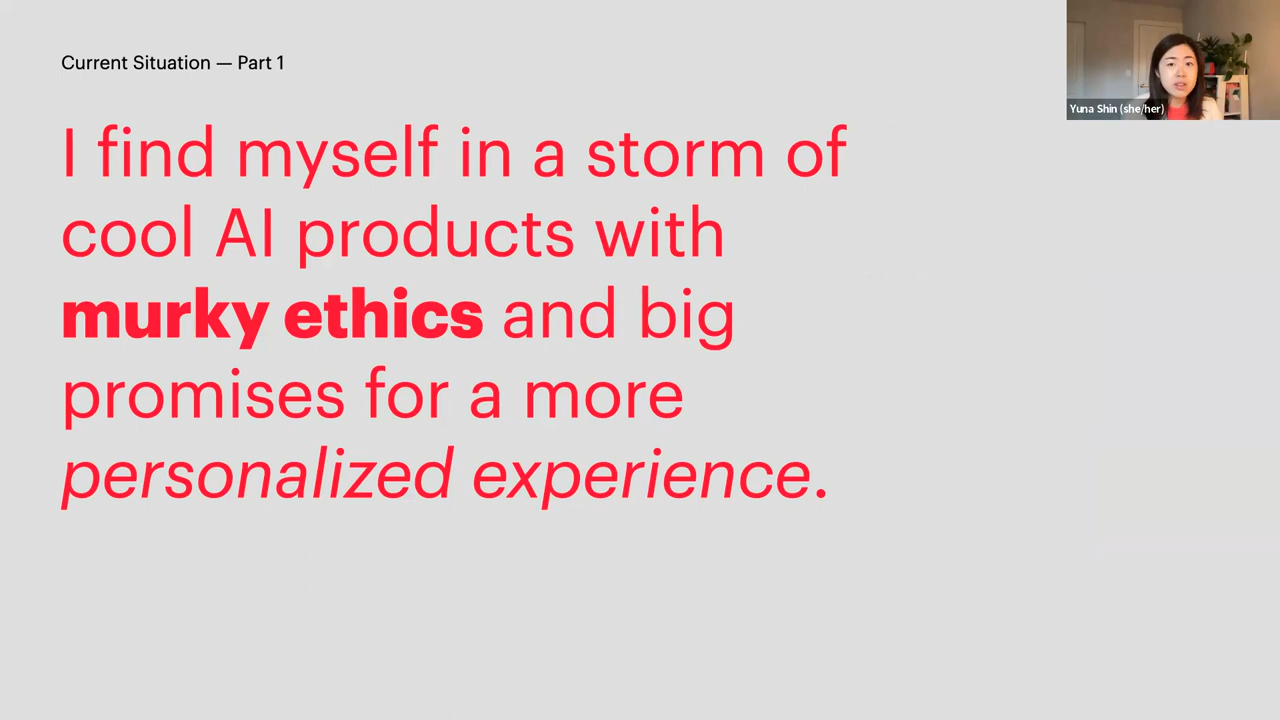 Current Situation — Part 1
I find myself in a storm of
cool AI products with
murky ethics and big
promises for a more
personalized experience.
Yuna Shin (she/her)